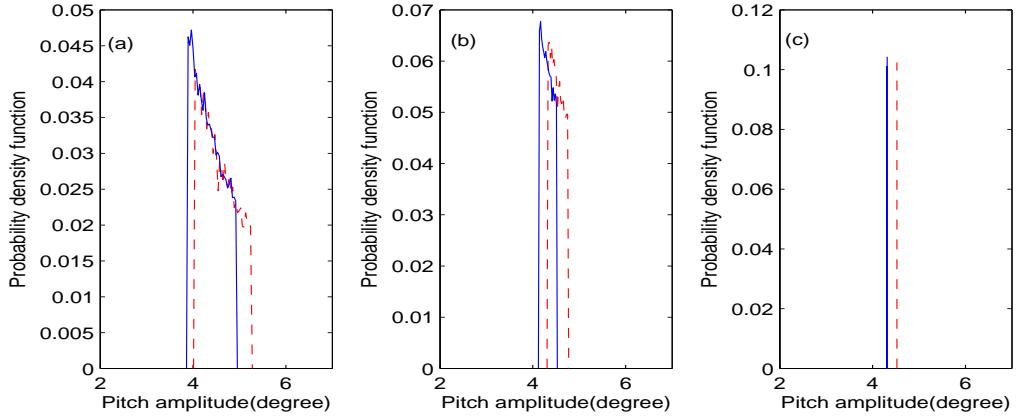 (a)
Probability density function
0.05
0.045
0.04
0.035
0.03
0.025
0.02
0.015
0.01
0.005
0
2 4 6
Pitch amplitude(degree)
(b)
Probability density function
0.07
0.06
0.05
0.04
0.03
0.02
0.01
0
2 4 6
Pitch amplitude(degree)
(c)
Probability density function
0.12
0.1
0.08
0.06
0.04
0.02
0
2 4 6
Pitch amplitude(degree)